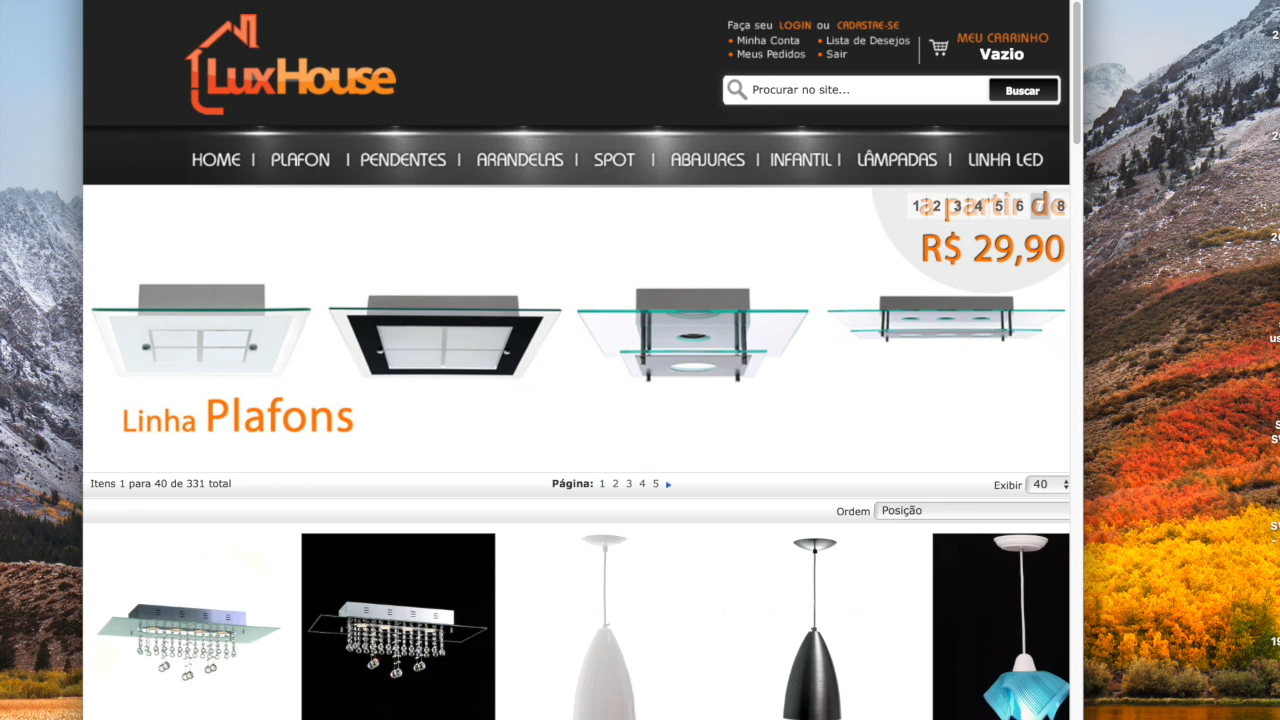 LuxHouse
Faça seu LOGIN ou CADASTRE-SE
• Minha Conta • Lista de Desejos
• Meus Pedidos • Sair
MEU CARRINHO
Vazio
Procurar no site...
Buscar
HOME | PLAFON | PENDENTES | ARANDELAS | SPOT | ABAJURES | INFANTIL | LÂMPADAS | LINHA LED
a partir de
1 2 3 4 5 6 7 8
R$ 29,90
Linha Plafons
Itens 1 para 40 de 331 total
Página: 1 2 3 4 5
Exibir 40
Ordem Posição